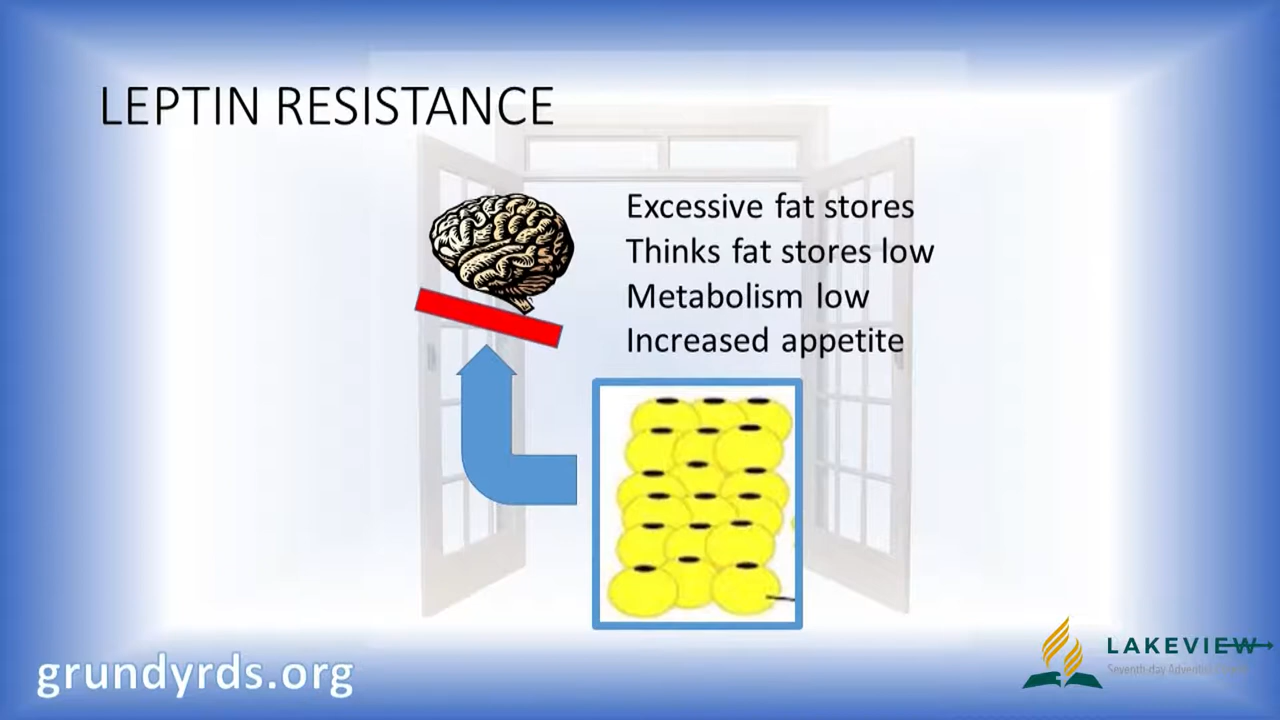 LEPTIN RESISTANCE
Excessive fat stores
Thinks fat stores low
Metabolism low
Increased appetite
grundyrds.org
LAKEVIEW
Seventh-day Adventist